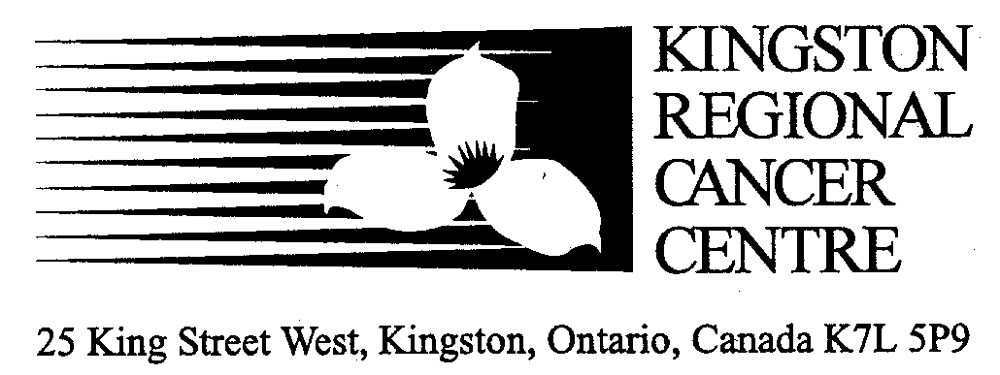 KINGSTON
REGIONAL
CANCER
CENTRE
25 King Street West, Kingston, Ontario, Canada K7L 5P9